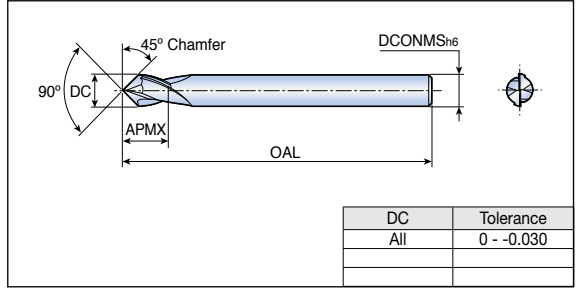 45º Chamfer
DCONMSh6
90º
DC
APMX
OAL
DC Tolerance
All 0 - -0.030